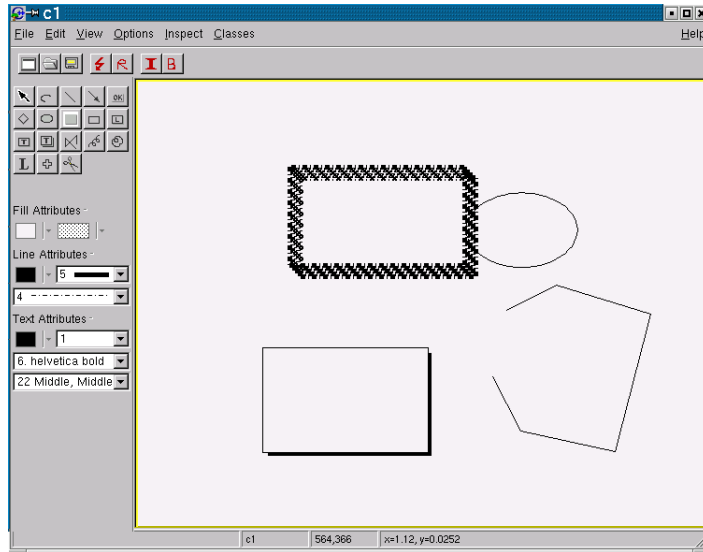 c1
File Edit View Options Inspect Classes Help
I B
OK
L
T T
L
Fill Attributes
Line Attributes
5
4
Text Attributes
1
6. helvetica bold
22 Middle, Middle
c1 564,366 x=1.12, y=0.0252